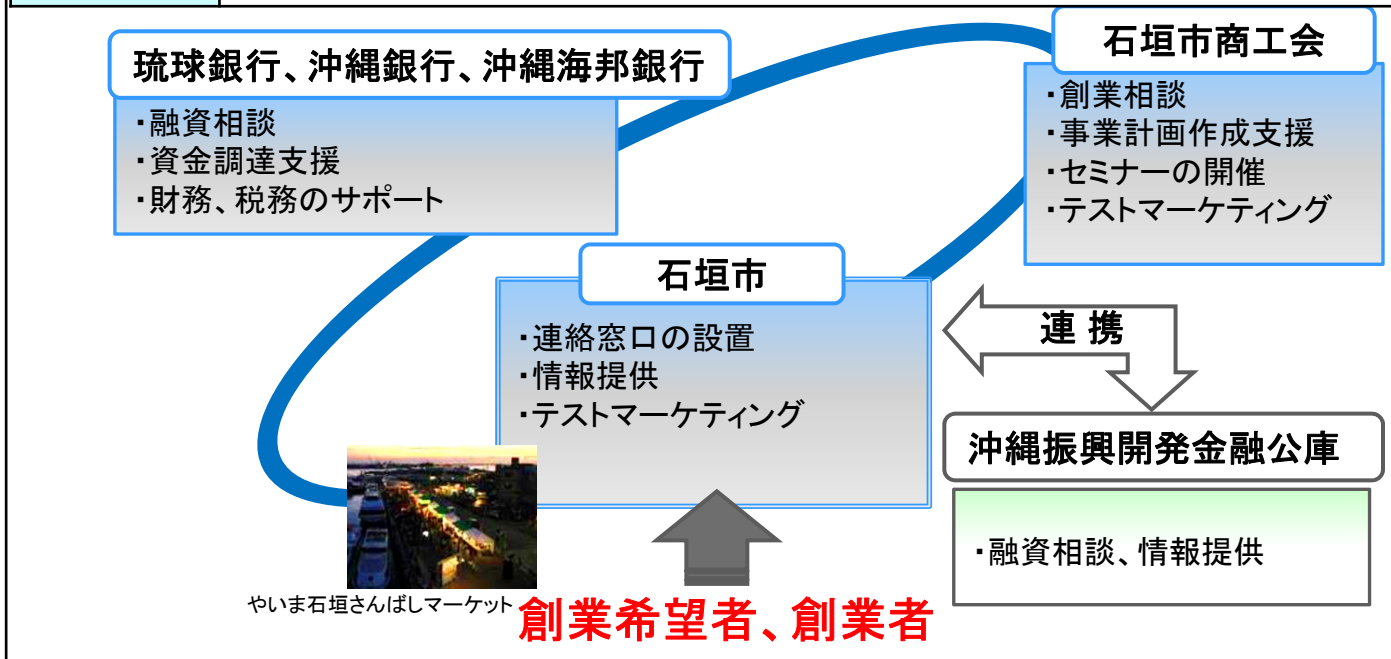 琉球銀行、沖縄銀行、沖縄海邦銀行
・融資相談
・資金調達支援
・財務、税務のサポート
石垣市商工会
・創業相談
・事業計画作成支援
・セミナーの開催
・テストマーケティング
石垣市
・連絡窓口の設置
・情報提供
・テストマーケティング
連 携
沖縄振興開発金融公庫
・融資相談、情報提供
やいま石垣さんばしマーケット
創業希望者、創業者